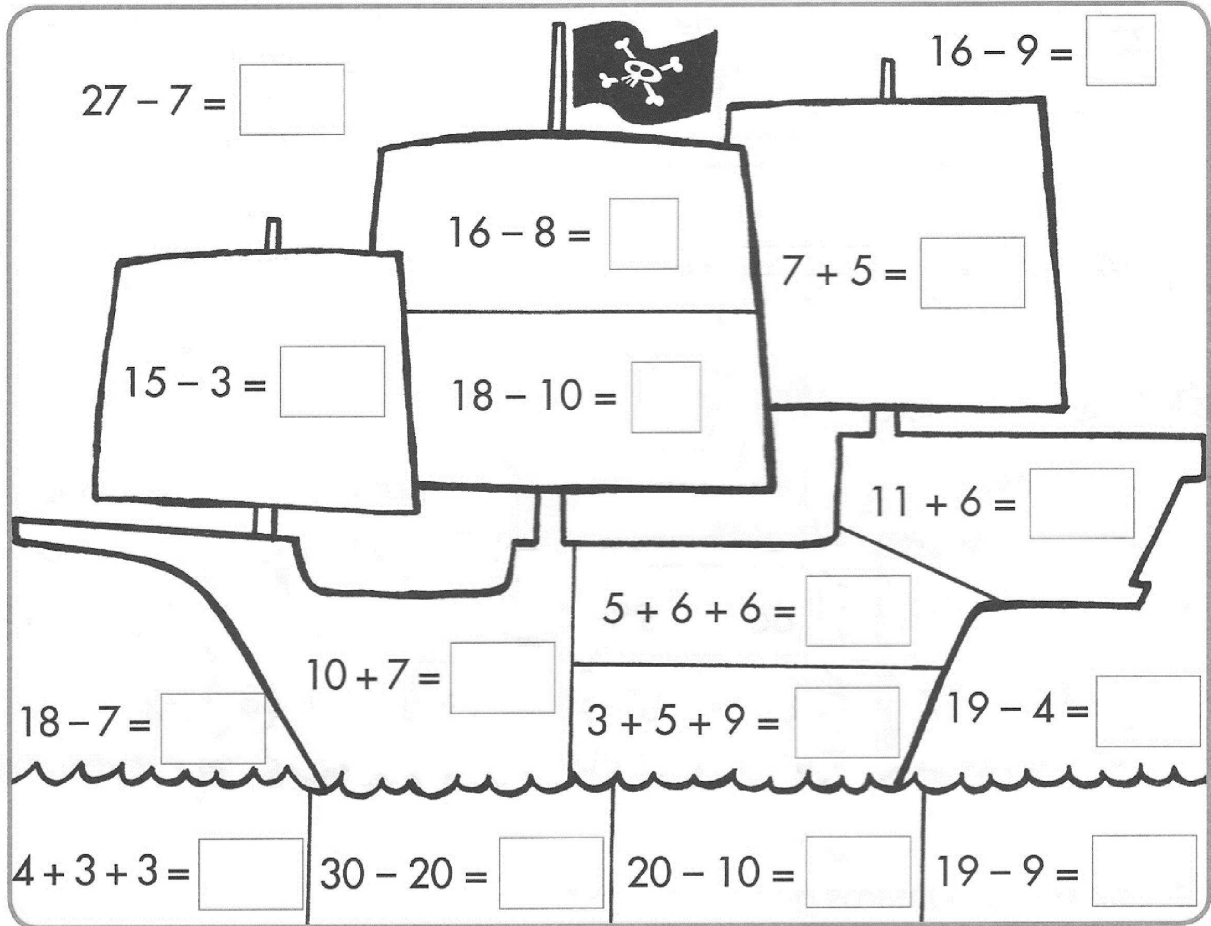 16 – 9 =
27 – 7 =
16 – 8 =
7 + 5 =
15 – 3 =
18 – 10 =
11 + 6 =
5 + 6 + 6 =
10 + 7 =
18 – 7 =
3 + 5 + 9 =
19 – 4 =
4 + 3 + 3 =
30 – 20 =
20 – 10 =
19 – 9 =